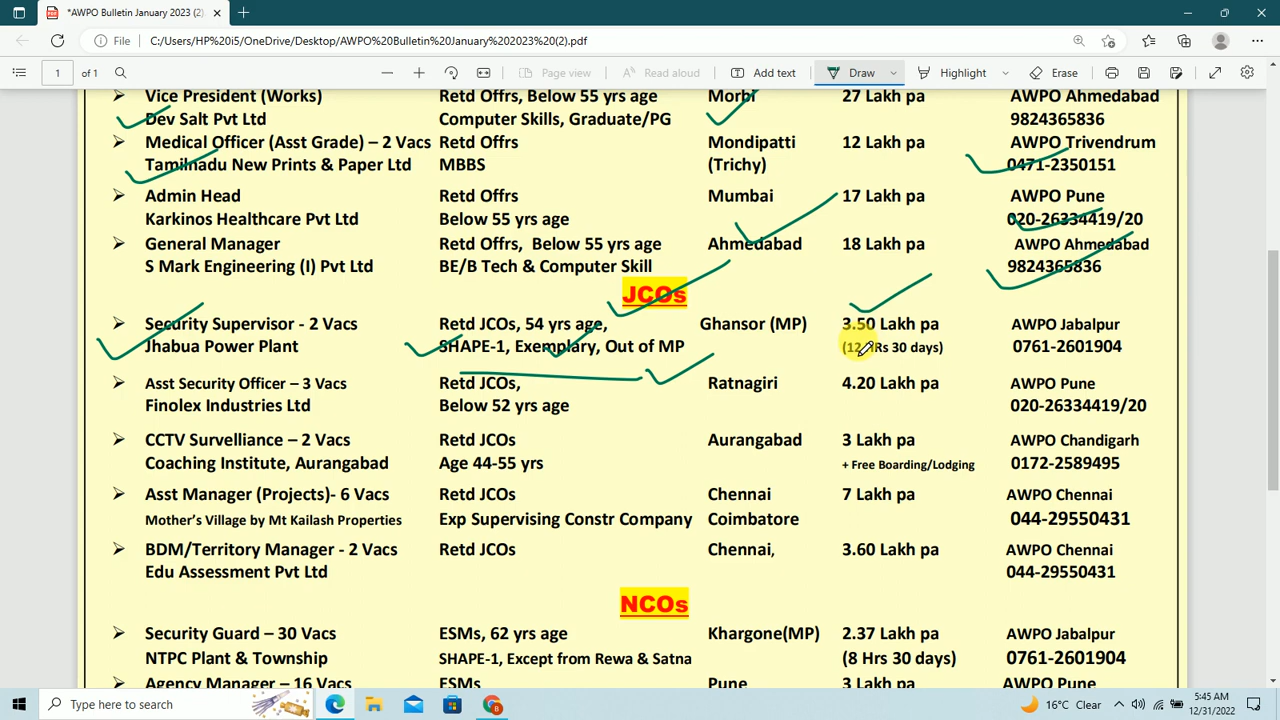 *AWPO Bulletin January 2023 (2)
File C:/Users/HP%20i5/OneDrive/Desktop/AWPO%20Bulletin%20January%202023%20(2).pdf
1 of 1 Page view Read aloud Add text Draw Highlight Erase
Vice President (Works) Retd Offrs, Below 55 yrs age Morbi 27 Lakh pa AWPO Ahmedabad
Dev Salt Pvt Ltd Computer Skills, Graduate/PG 9824365836
Medical Officer (Asst Grade) – 2 Vacs Retd Offrs Mondipatti 12 Lakh pa AWPO Trivendrum
Tamilnadu New Prints & Paper Ltd MBBS (Trichy) 0471-2350151
Admin Head Retd Offrs Mumbai 17 Lakh pa AWPO Pune
Karkinos Healthcare Pvt Ltd Below 55 yrs age 020-26334419/20
General Manager Retd Offrs, Below 55 yrs age Ahmedabad 18 Lakh pa AWPO Ahmedabad
S Mark Engineering (I) Pvt Ltd BE/B Tech & Computer Skill 9824365836
JCOs
Security Supervisor - 2 Vacs Retd JCOs, 54 yrs age, Ghansor (MP) 3.50 Lakh pa AWPO Jabalpur
Jhabua Power Plant SHAPE-1, Exemplary, Out of MP (12 Hrs 30 days) 0761-2601904
Asst Security Officer – 3 Vacs Retd JCOs, Ratnagiri 4.20 Lakh pa AWPO Pune
Finolex Industries Ltd Below 52 yrs age 020-26334419/20
CCTV Survelliance – 2 Vacs Retd JCOs Aurangabad 3 Lakh pa AWPO Chandigarh
Coaching Institute, Aurangabad Age 44-55 yrs + Free Boarding/Lodging 0172-2589495
Asst Manager (Projects)- 6 Vacs Retd JCOs Chennai 7 Lakh pa AWPO Chennai
Mother's Village by Mt Kailash Properties Exp Supervising Constr Company Coimbatore 044-29550431
BDM/Territory Manager - 2 Vacs Retd JCOs Chennai, 3.60 Lakh pa AWPO Chennai
Edu Assessment Pvt Ltd 044-29550431
NCOs
Security Guard – 30 Vacs ESMs, 62 yrs age Khargone(MP) 2.37 Lakh pa AWPO Jabalpur
NTPC Plant & Township SHAPE-1, Except from Rewa & Satna (8 Hrs 30 days) 0761-2601904
Agency Manager – 16 Vacs ESMs Pune 3 Lakh pa AWPO Pune
Type here to search 16°C Clear 5:45 AM
12/31/2022